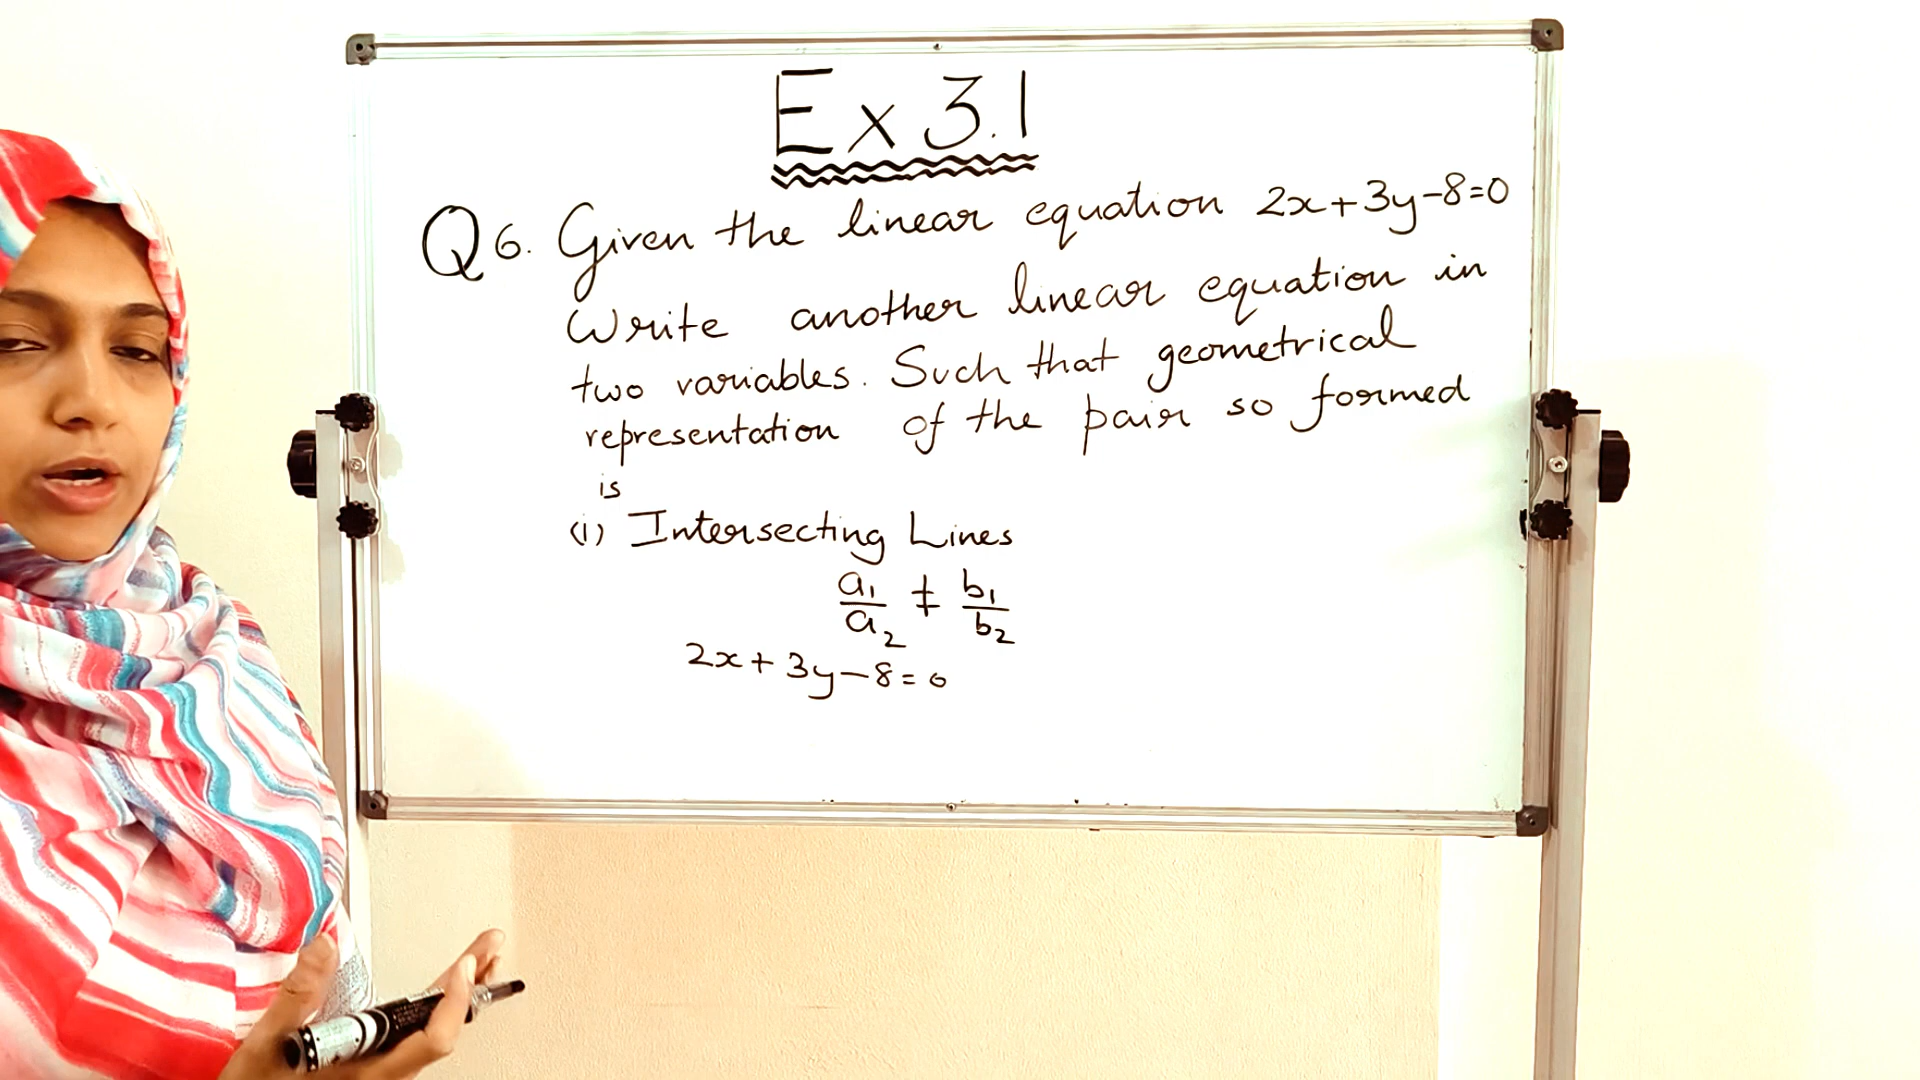 Ex 3.1
Q6. Given the linear equation 2x+3y-8=0
Write another linear equation in
two variables. Such that geometrical
representation of the pair so formed
is
(i) Intersecting Lines
a₁/a₂ ≠ b₁/b₂
2x+3y-8=0